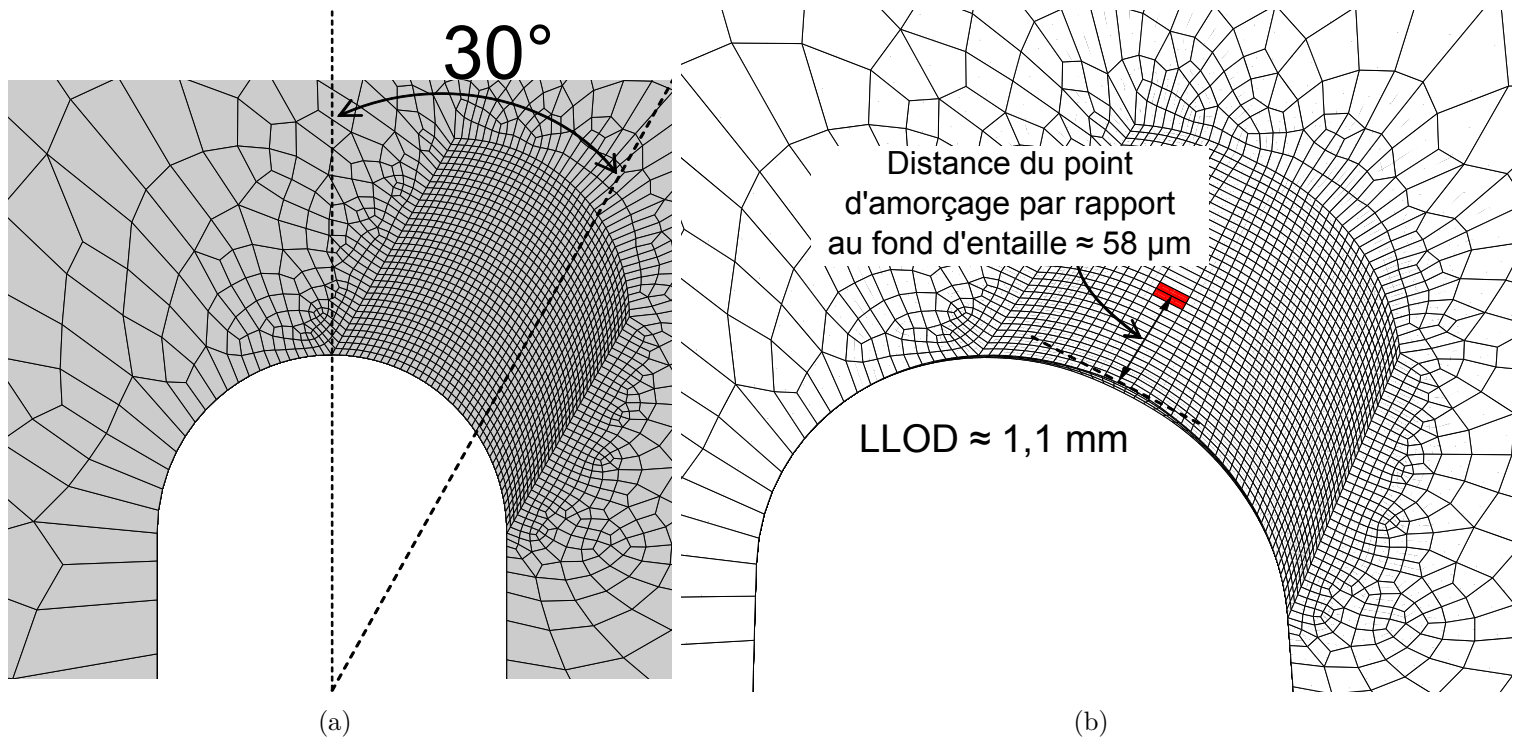 30°
Distance du point
d'amorçage par rapport
au fond d'entaille ≈ 58 µm
LLOD ≈ 1,1 mm
(a)
(b)